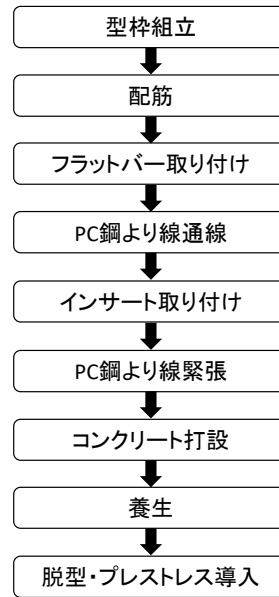 型枠組立
配筋
フラットバー取り付け
PC鋼より線通線
インサート取り付け
PC鋼より線緊張
コンクリート打設
養生
脱型・プレストレス導入